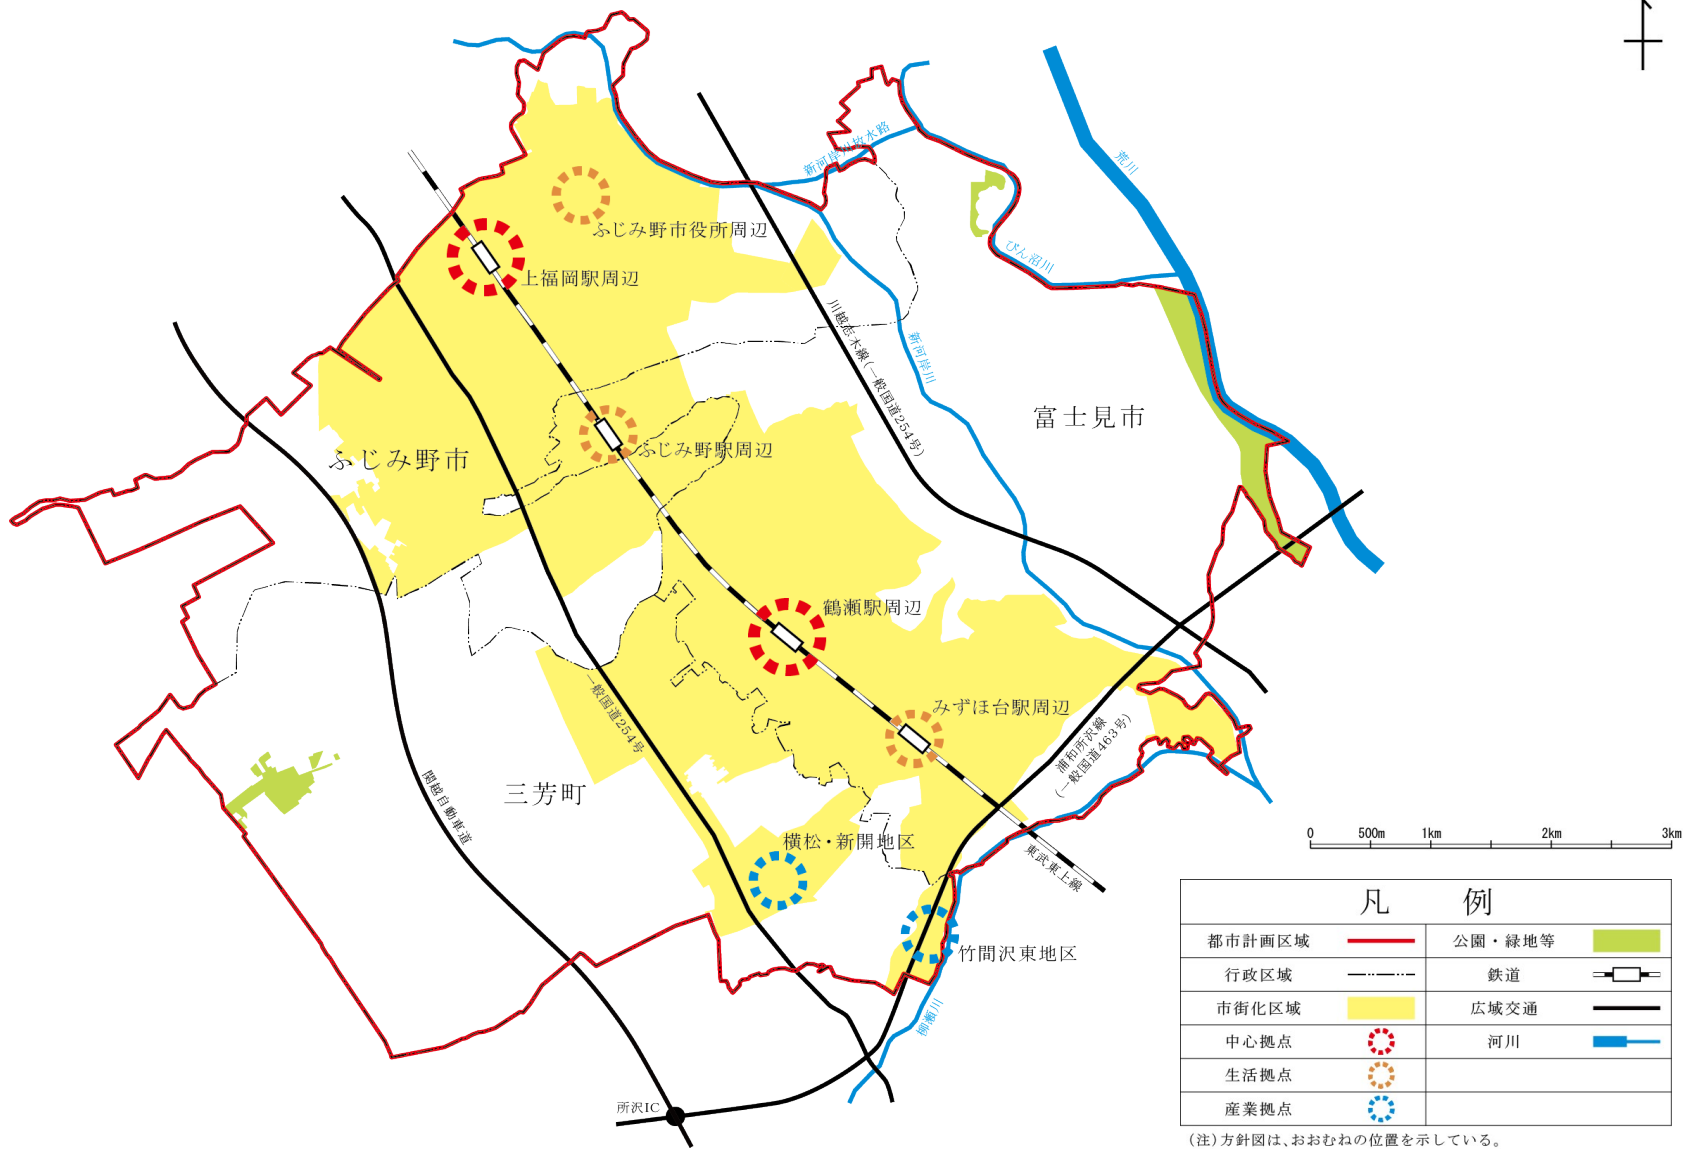 新河岸川放水路
荒川
ふじみ野市役所周辺
びん沼川
上福岡駅周辺
川越志木線(一般国道254号)
新河岸川
富士見市
ふじみ野駅周辺
ふじみ野市
鶴瀬駅周辺
みずほ台駅周辺
一般国道254号
浦和所沢線
(一般国道463号)
三芳町
関越自動車道
横松・新開地区
東武東上線
竹間沢東地区
柳瀬川
所沢IC
0 500m 1km 2km 3km
凡 例
都市計画区域 公園・緑地等
行政区域 鉄道
市街化区域 広域交通
中心拠点 河川
生活拠点
産業拠点
(注)方針図は、おおむねの位置を示している。